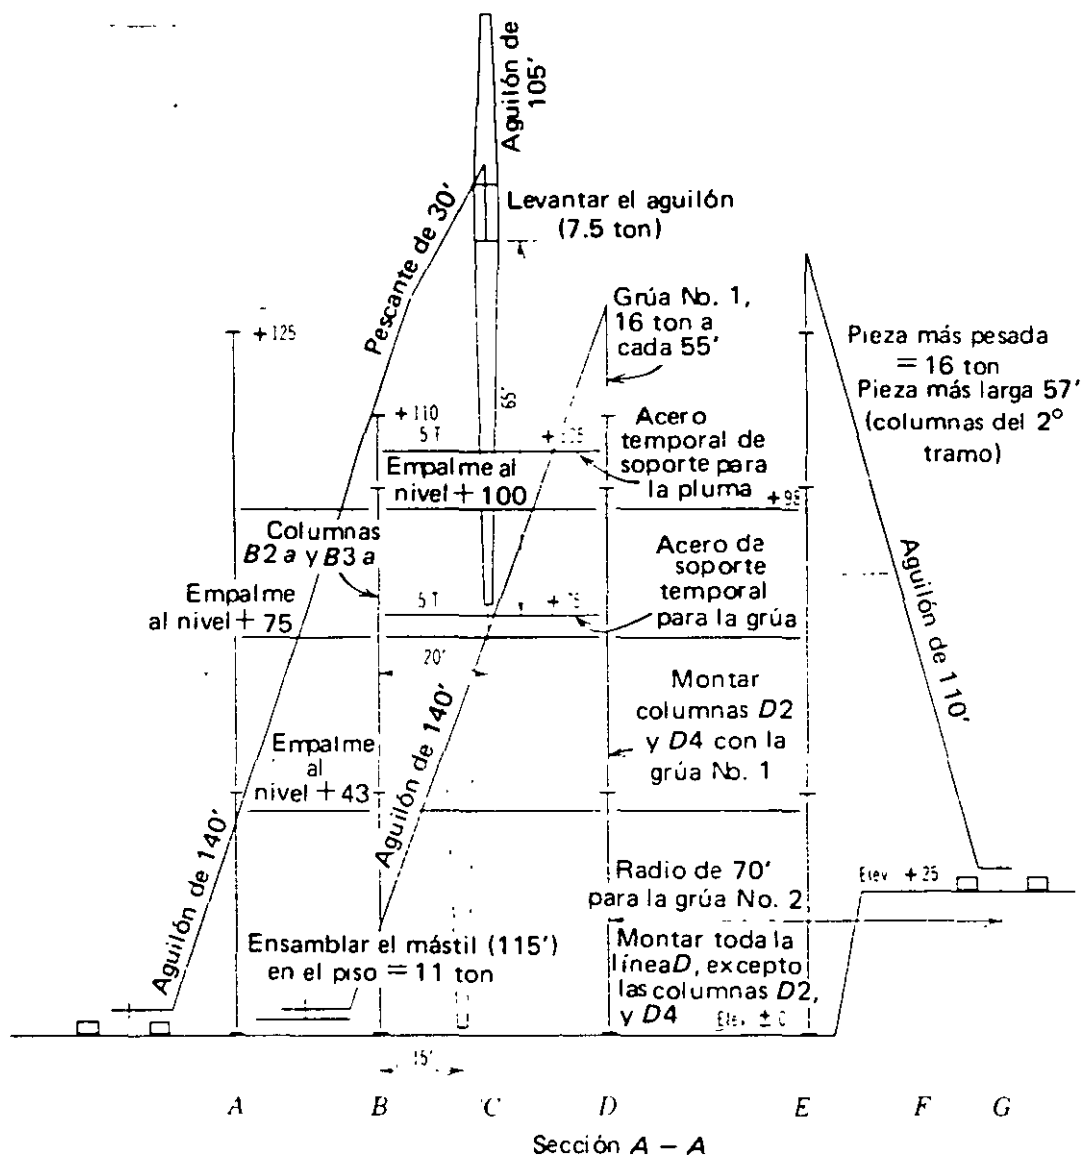 Aguilón de
105'
Pescante de 30'
Levantar el aguilón
(7.5 ton)
Grúa No. 1,
16 ton a
cada 55'
+125
Pieza más pesada
= 16 ton
Pieza más larga 57'
(columnas del 2°
tramo)
65'
+110
5 T
Acero
temporal de
soporte para
la pluma
Empalme al
nivel + 100
Columnas
B2a y B3a
Acero de
soporte
temporal
para la grúa
Empalme
al nivel + 75
5 T
20'
Aguilón de 110'
Montar
columnas D2
y D4 con la
grúa No. 1
Empalme
al
nivel + 43
Aguilón de 140'
Aguilón de 140'
Radio de 70'
para la grúa No. 2
Elev. + 25
Ensamblar el mástil (115')
en el piso = 11 ton
Montar toda la
línea D, excepto
las columnas D2,
y D4
Elev. ± 0
15'
A B C D E F G
Sección A – A